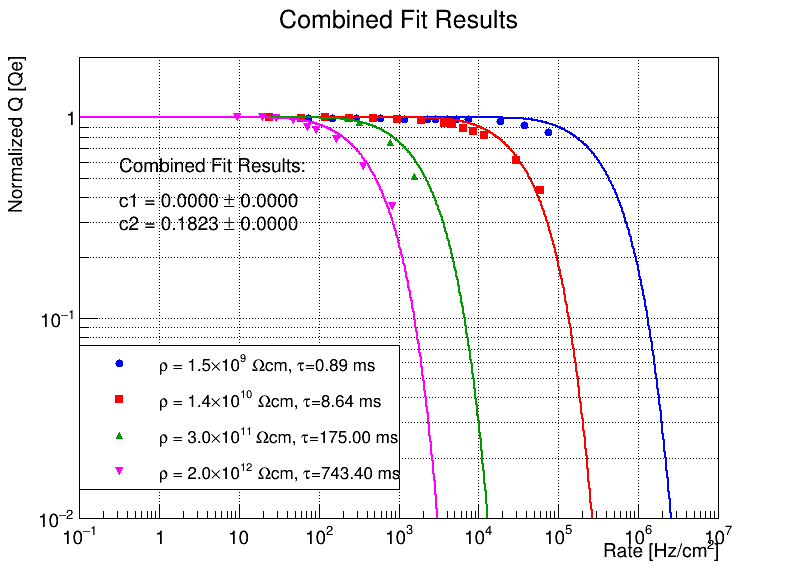 Combined Fit Results
Normalized Q [Qe]
1
10⁻¹
10⁻²
Combined Fit Results:
c1 = 0.0000 ± 0.0000
c2 = 0.1823 ± 0.0000
ρ = 1.5×10⁹ Ωcm, τ=0.89 ms
ρ = 1.4×10¹⁰ Ωcm, τ=8.64 ms
ρ = 3.0×10¹¹ Ωcm, τ=175.00 ms
ρ = 2.0×10¹² Ωcm, τ=743.40 ms
10⁻¹ 1 10 10² 10³ 10⁴ 10⁵ 10⁶ 10⁷
Rate [Hz/cm²]